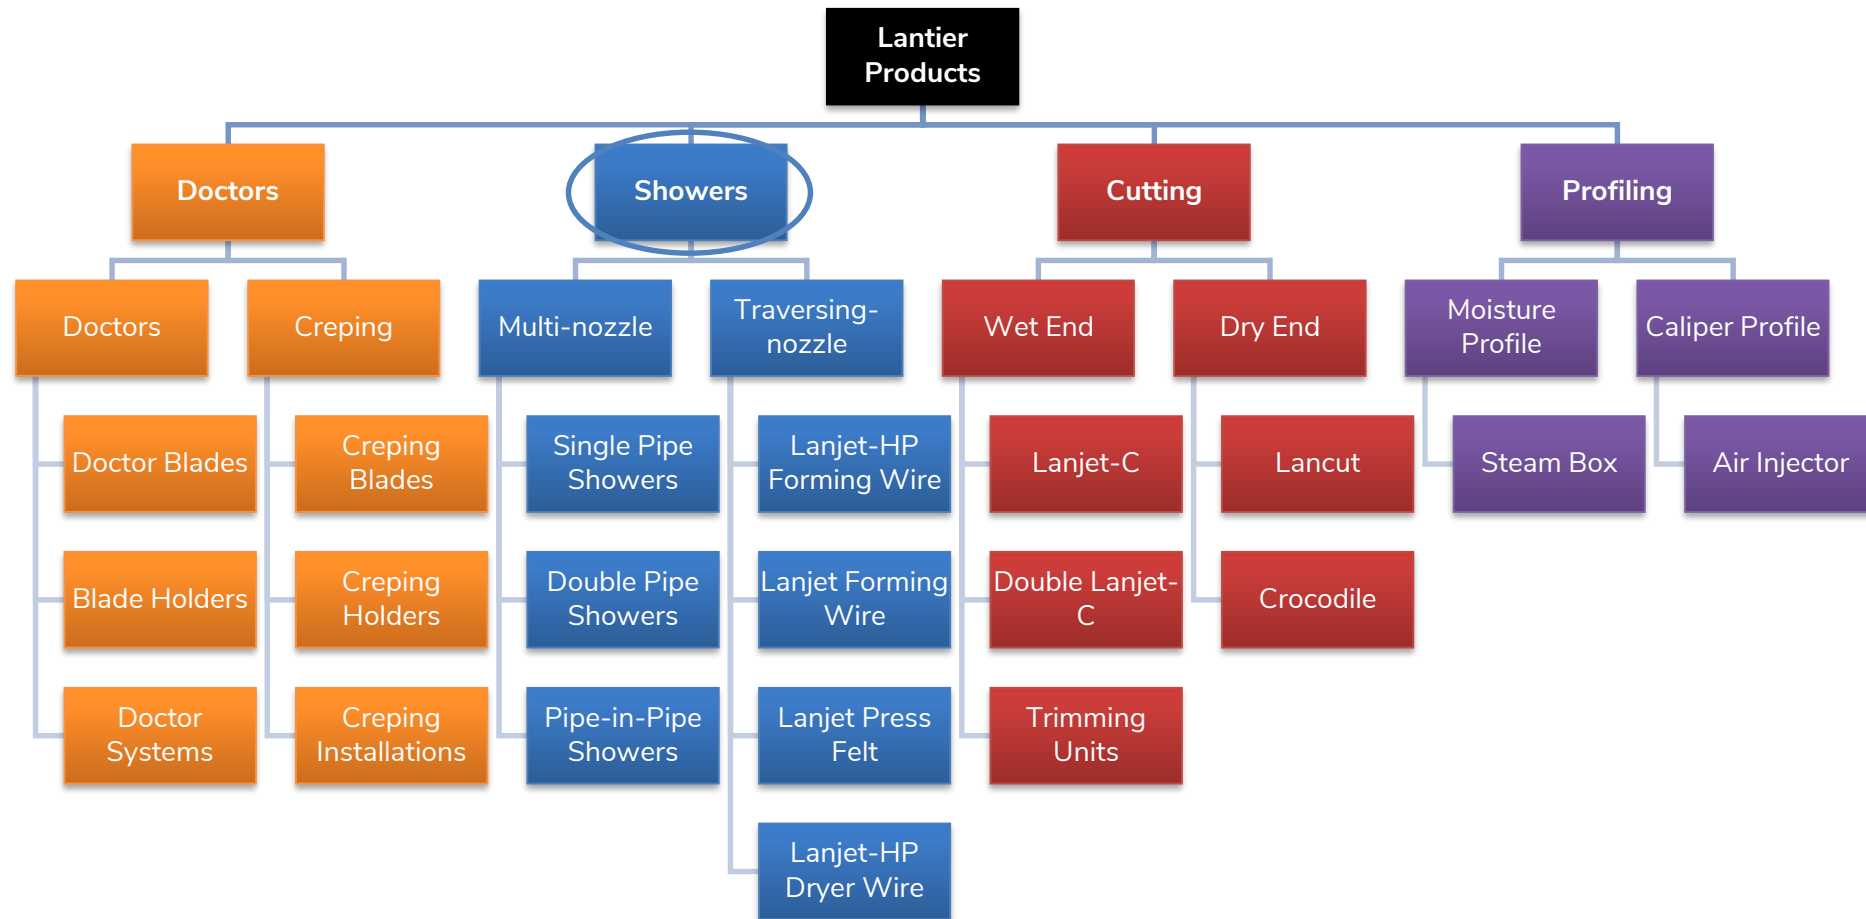 Lantier
Products
Doctors
Showers
Cutting
Profiling
Doctors
Creping
Multi-nozzle
Traversing-
nozzle
Wet End
Dry End
Moisture
Profile
Caliper Profile
Doctor Blades
Creping
Blades
Single Pipe
Showers
Lanjet-HP
Forming Wire
Lanjet-C
Lancut
Steam Box
Air Injector
Blade Holders
Creping
Holders
Double Pipe
Showers
Lanjet Forming
Wire
Double Lanjet-
C
Crocodile
Doctor
Systems
Creping
Installations
Pipe-in-Pipe
Showers
Lanjet Press
Felt
Trimming
Units
Lanjet-HP
Dryer Wire